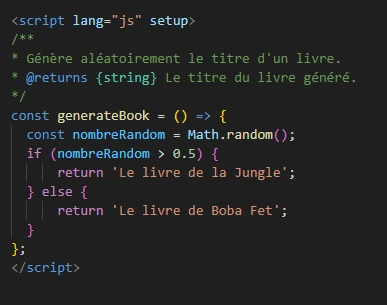 <script lang="js" setup>
/**
* Génère aléatoirement le titre d'un livre.
* @returns {string} Le titre du livre généré.
*/
const generateBook = () => {
  const nombreRandom = Math.random();
  if (nombreRandom > 0.5) {
      return 'Le livre de la Jungle';
  } else {
      return 'Le livre de Boba Fet';
  }
};
</script>